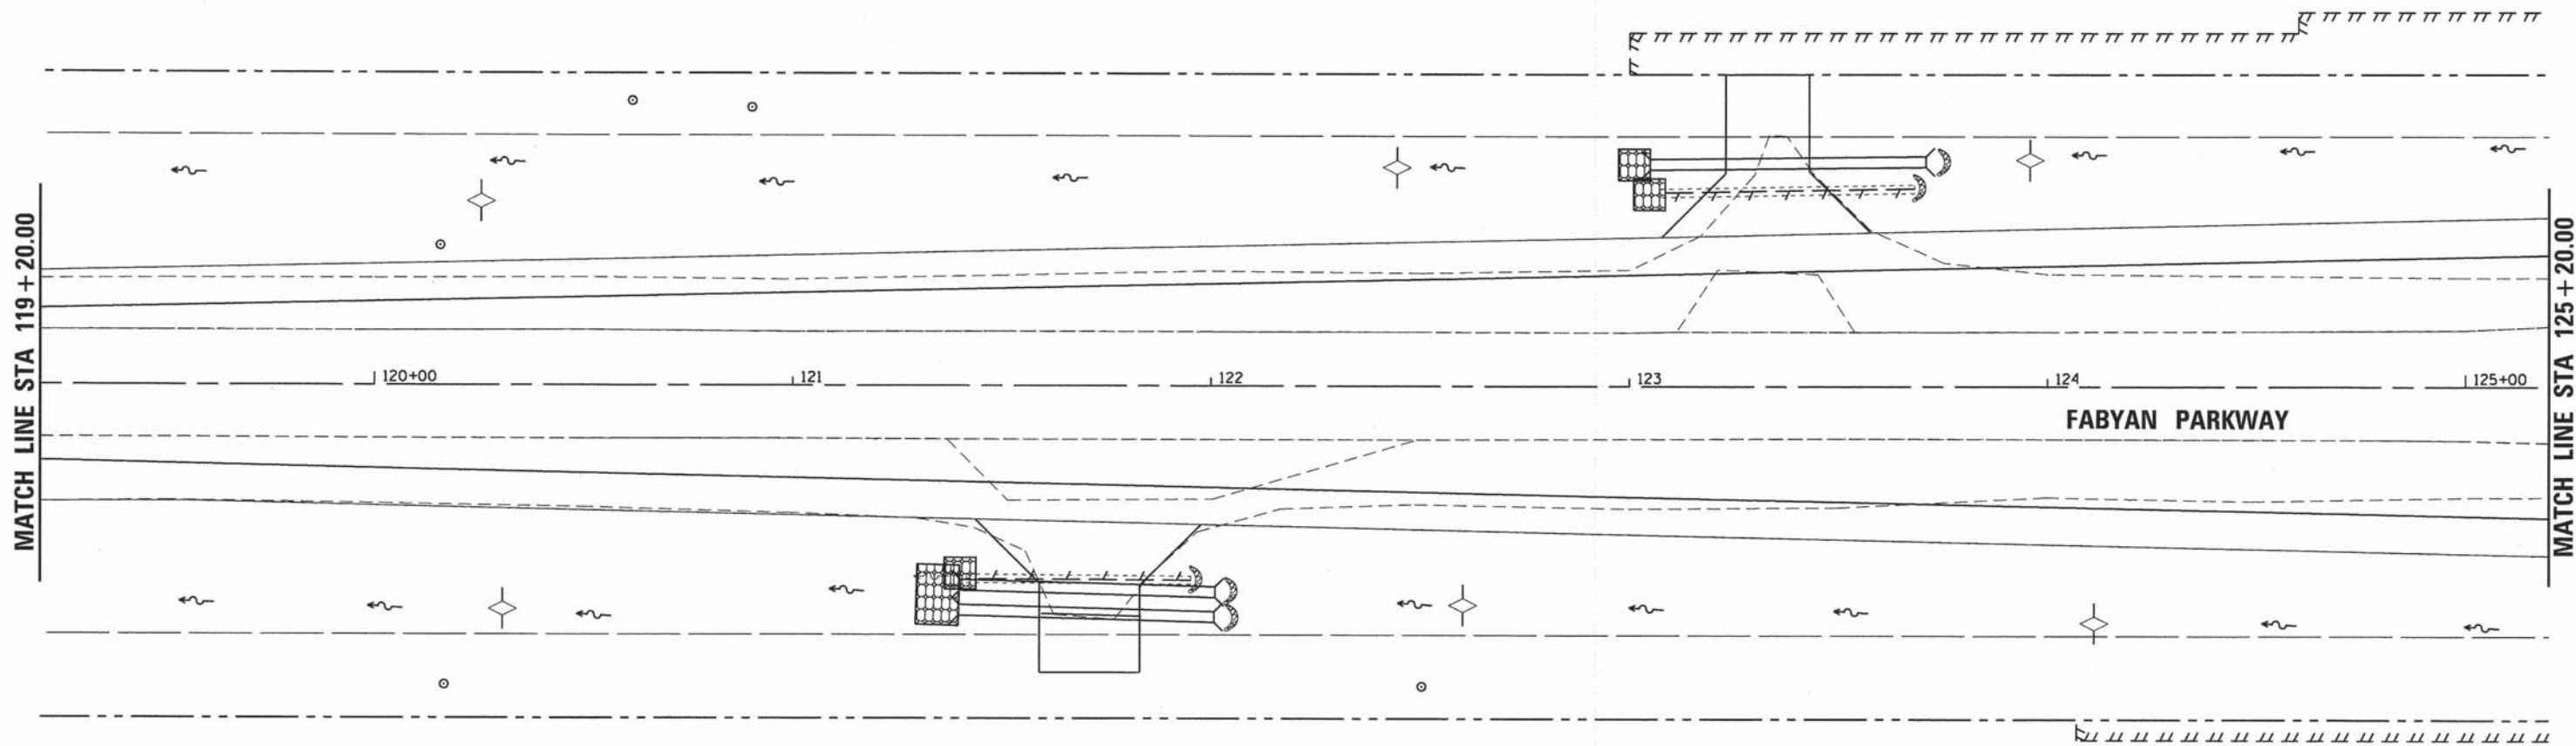 MATCH LINE STA 119+20.00
120+00
121
122
123
124
125+00
FABYAN PARKWAY
MATCH LINE STA 125+20.00